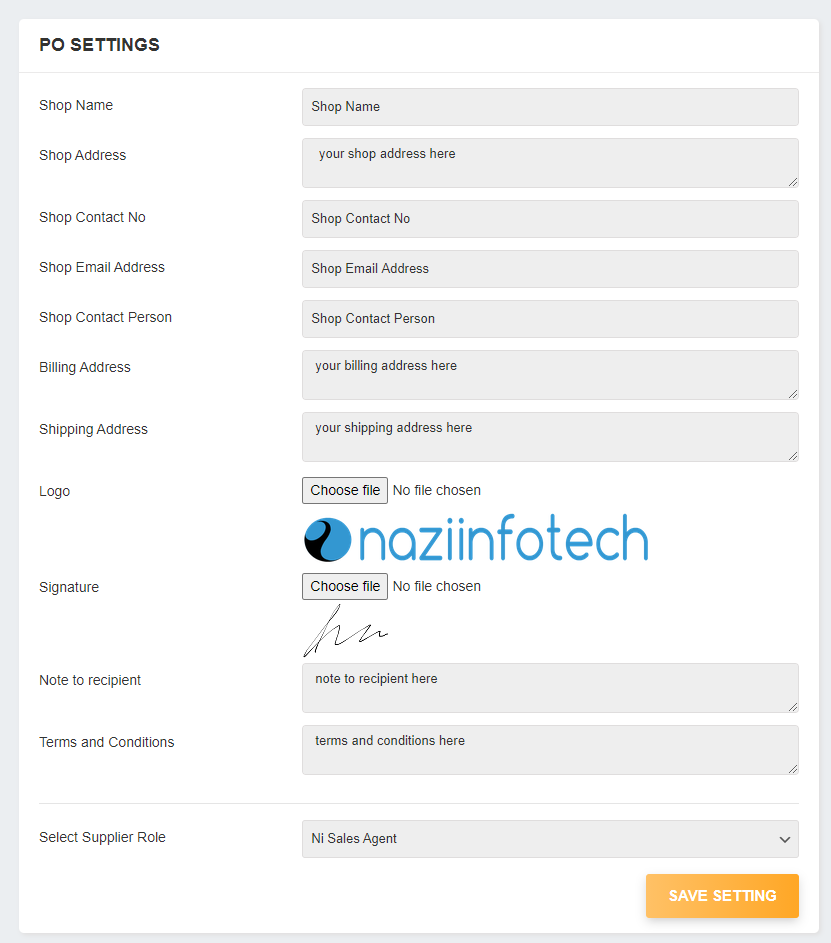 PO SETTINGS
Shop Name
Shop Name
Shop Address
your shop address here
Shop Contact No
Shop Contact No
Shop Email Address
Shop Email Address
Shop Contact Person
Shop Contact Person
Billing Address
your billing address here
Shipping Address
your shipping address here
Logo
Choose file No file chosen
naziinfotech
Signature
Choose file No file chosen
Note to recipient
note to recipient here
Terms and Conditions
terms and conditions here
Select Supplier Role
Ni Sales Agent
SAVE SETTING